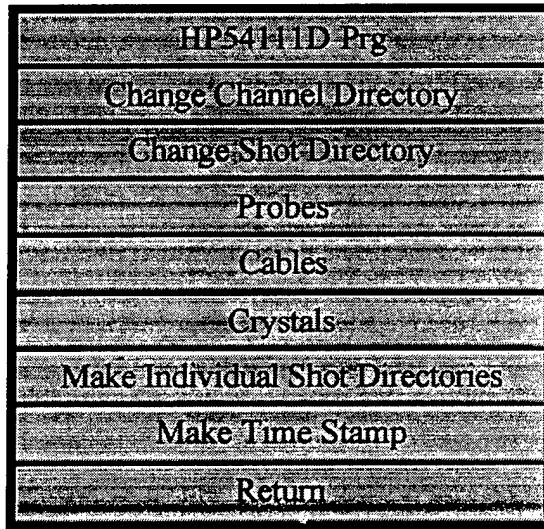 HP54111D Prg
Change Channel Directory
Change Shot Directory
Probes
Cables
Crystals
Make Individual Shot Directories
Make Time Stamp
Return